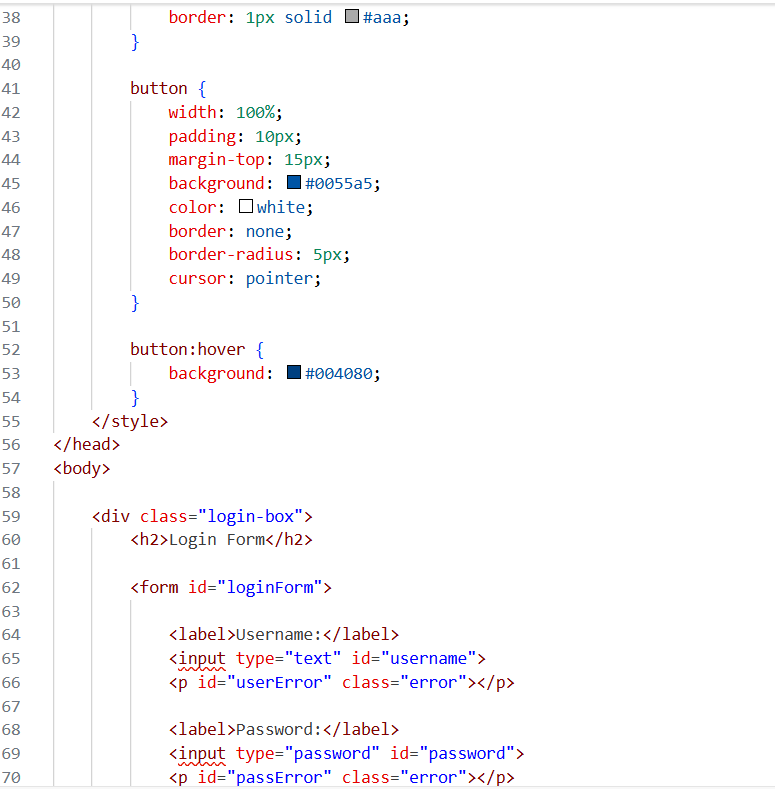 38 border: 1px solid #aaa;
39 }
40
41 button {
42 width: 100%;
43 padding: 10px;
44 margin-top: 15px;
45 background: #0055a5;
46 color: white;
47 border: none;
48 border-radius: 5px;
49 cursor: pointer;
50 }
51
52 button:hover {
53 background: #004080;
54 }
55 </style>
56 </head>
57 <body>
58
59 <div class="login-box">
60 <h2>Login Form</h2>
61
62 <form id="loginForm">
63
64 <label>Username:</label>
65 <input type="text" id="username">
66 <p id="userError" class="error"></p>
67
68 <label>Password:</label>
69 <input type="password" id="password">
70 <p id="passError" class="error"></p>